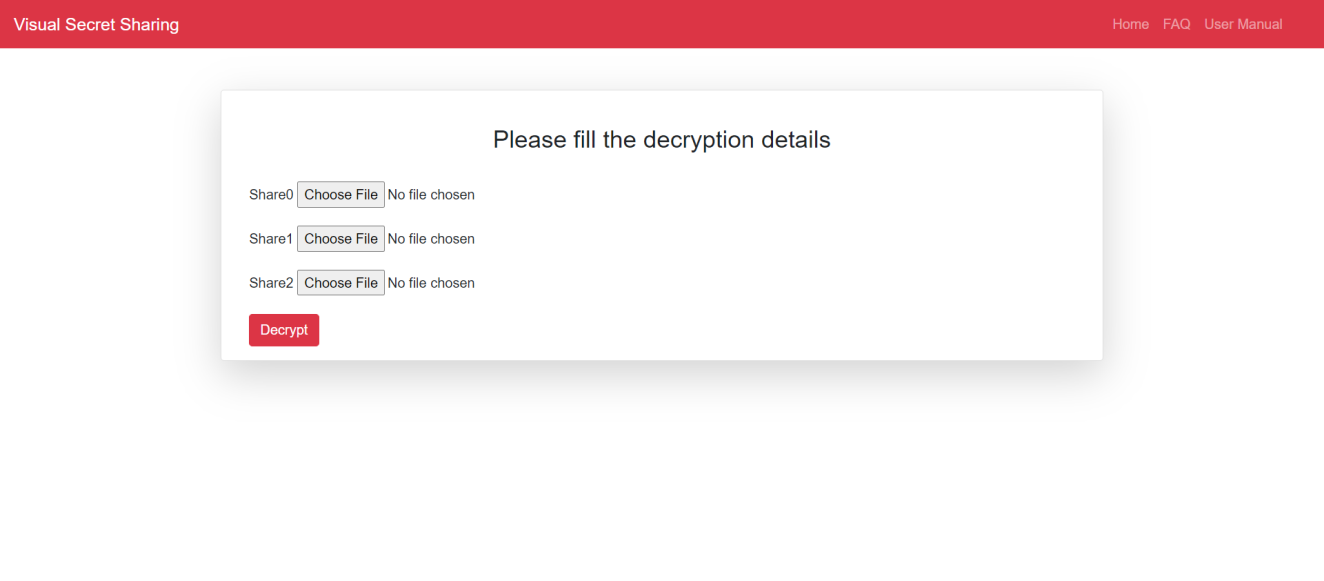 Visual Secret Sharing Home FAQ User Manual
Please fill the decryption details
Share0 Choose File No file chosen
Share1 Choose File No file chosen
Share2 Choose File No file chosen
Decrypt